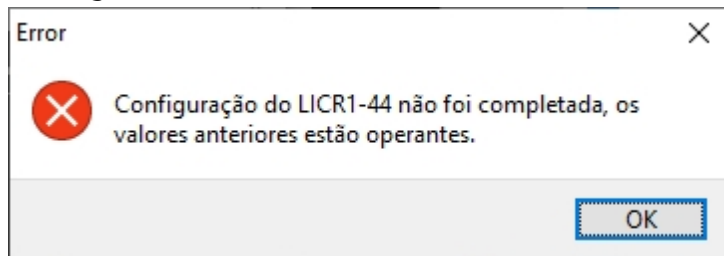 Error
Configuração do LICR1-44 não foi completada, os
valores anteriores estão operantes.
OK